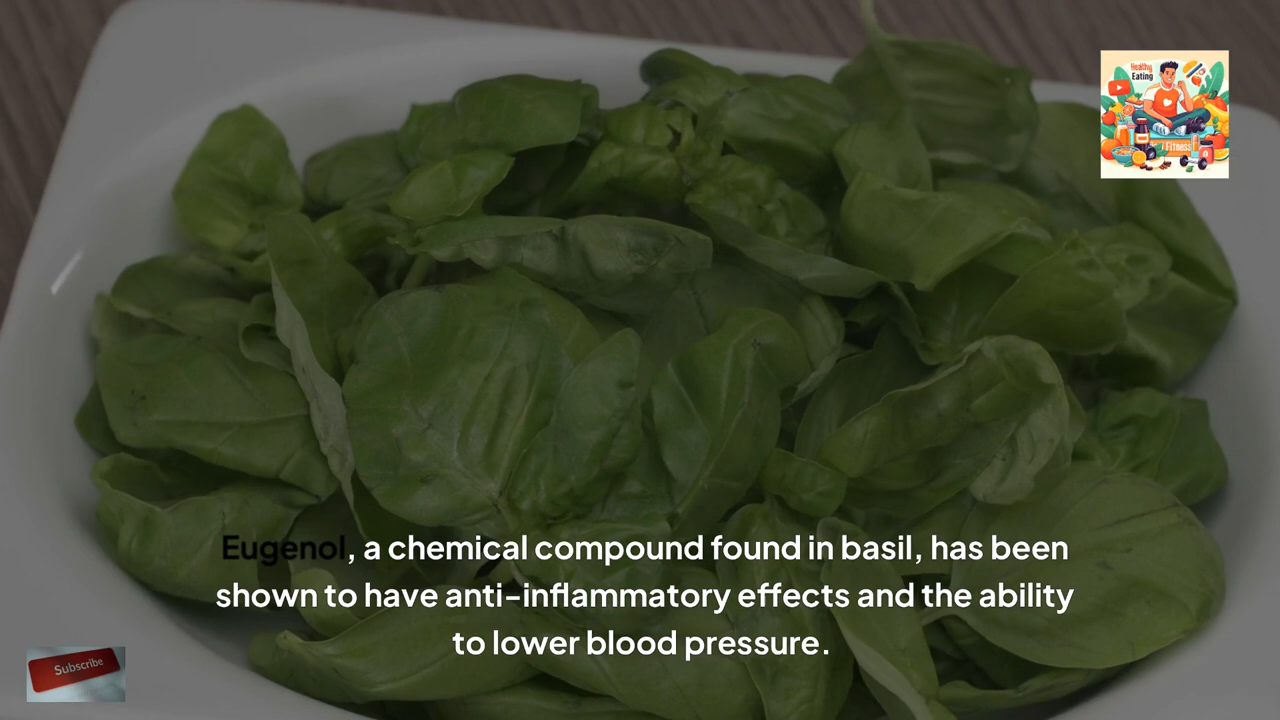 Healthy
Eating
i Fitness
Eugenol, a chemical compound found in basil, has been
shown to have anti-inflammatory effects and the ability
to lower blood pressure.
Subscribe